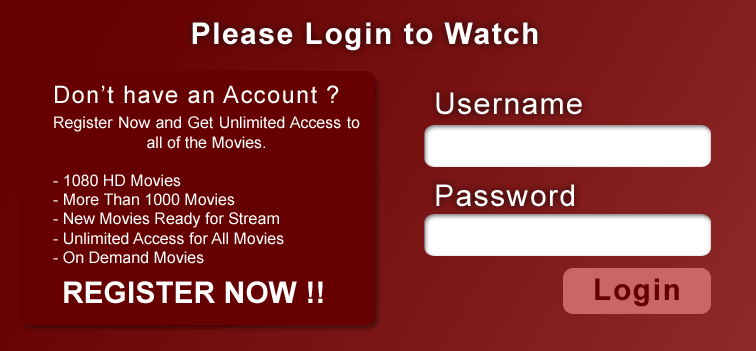 Please Login to Watch
Don't have an Account ?
Register Now and Get Unlimited Access to
all of the Movies.
- 1080 HD Movies
- More Than 1000 Movies
- New Movies Ready for Stream
- Unlimited Access for All Movies
- On Demand Movies
REGISTER NOW !!
Username
Password
Login